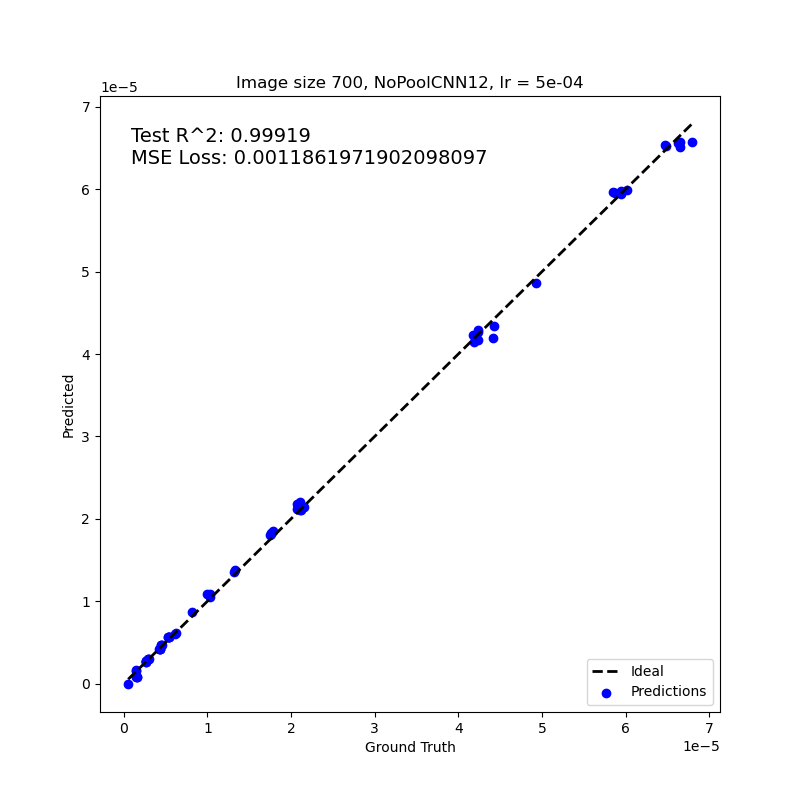 Image size 700, NoPoolCNN12, lr = 5e-04
1e−5
Test R^2: 0.99919
MSE Loss: 0.0011861971902098097
7
6
5
4
3
2
1
0
Predicted
Ideal
Predictions
0 1 2 3 4 5 6 7
Ground Truth
1e−5